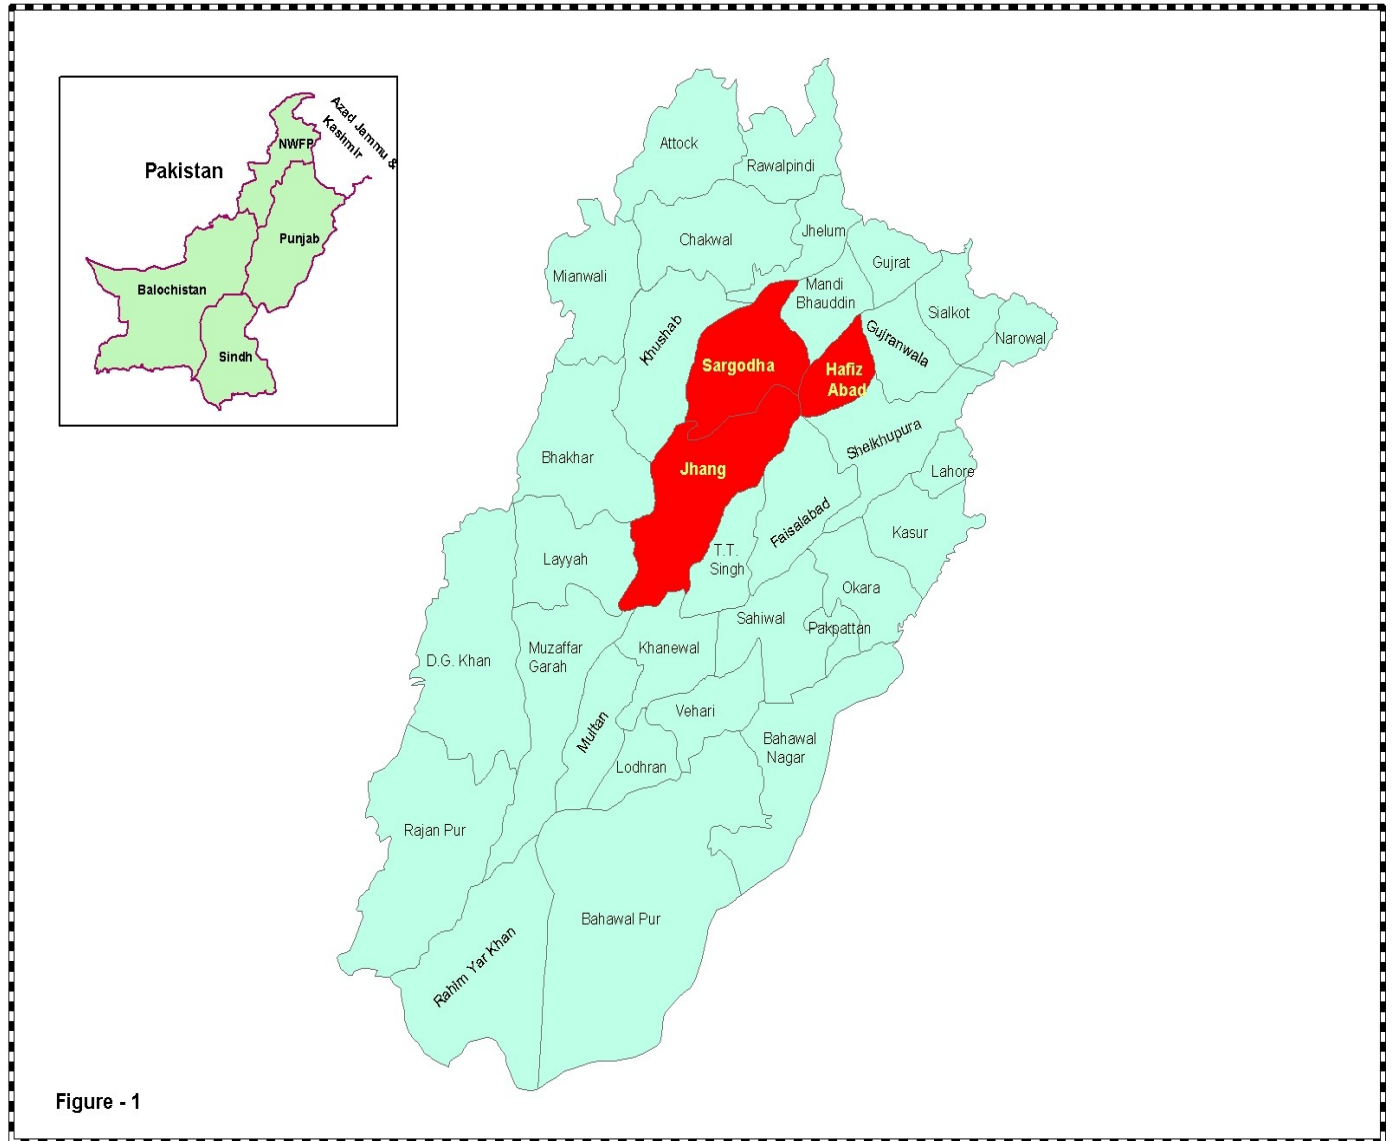 Azad Jammu &
Kashmir
NWFP
Pakistan
Punjab
Balochistan
Sindh
Attock
Rawalpindi
Chakwal
Jhelum
Mianwali
Gujrat
Mandi
Bhauddin
Khushab
Sialkot
Narowal
Gujranwala
Sargodha
Hafiz
Abad
Shelkhupura
Bhakhar
Jhang
Lahore
Faisalabad
Kasur
Layyah
T.T.
Singh
Okara
Sahiwal
Pakpattan
D.G. Khan
Muzaffar
Garah
Khanewal
Multan
Vehari
Bahawal
Nagar
Lodhran
Rajan Pur
Bahawal Pur
Rahim Yar Khan
Figure - 1